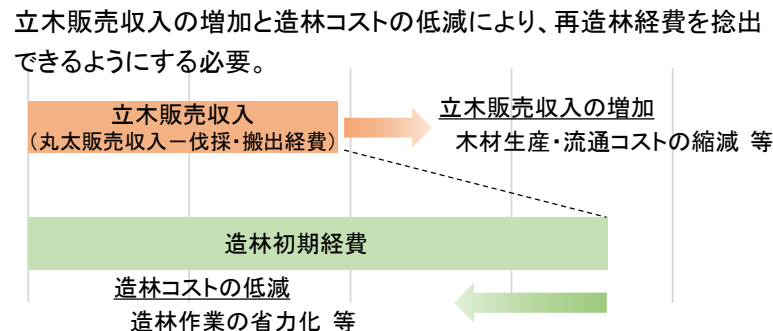 立木販売収入の増加と造林コストの低減により、再造林経費を捻出
できるようにする必要。
立木販売収入
（丸太販売収入－伐採・搬出経費）
立木販売収入の増加
木材生産・流通コストの縮減 等
造林初期経費
造林コストの低減
造林作業の省力化 等